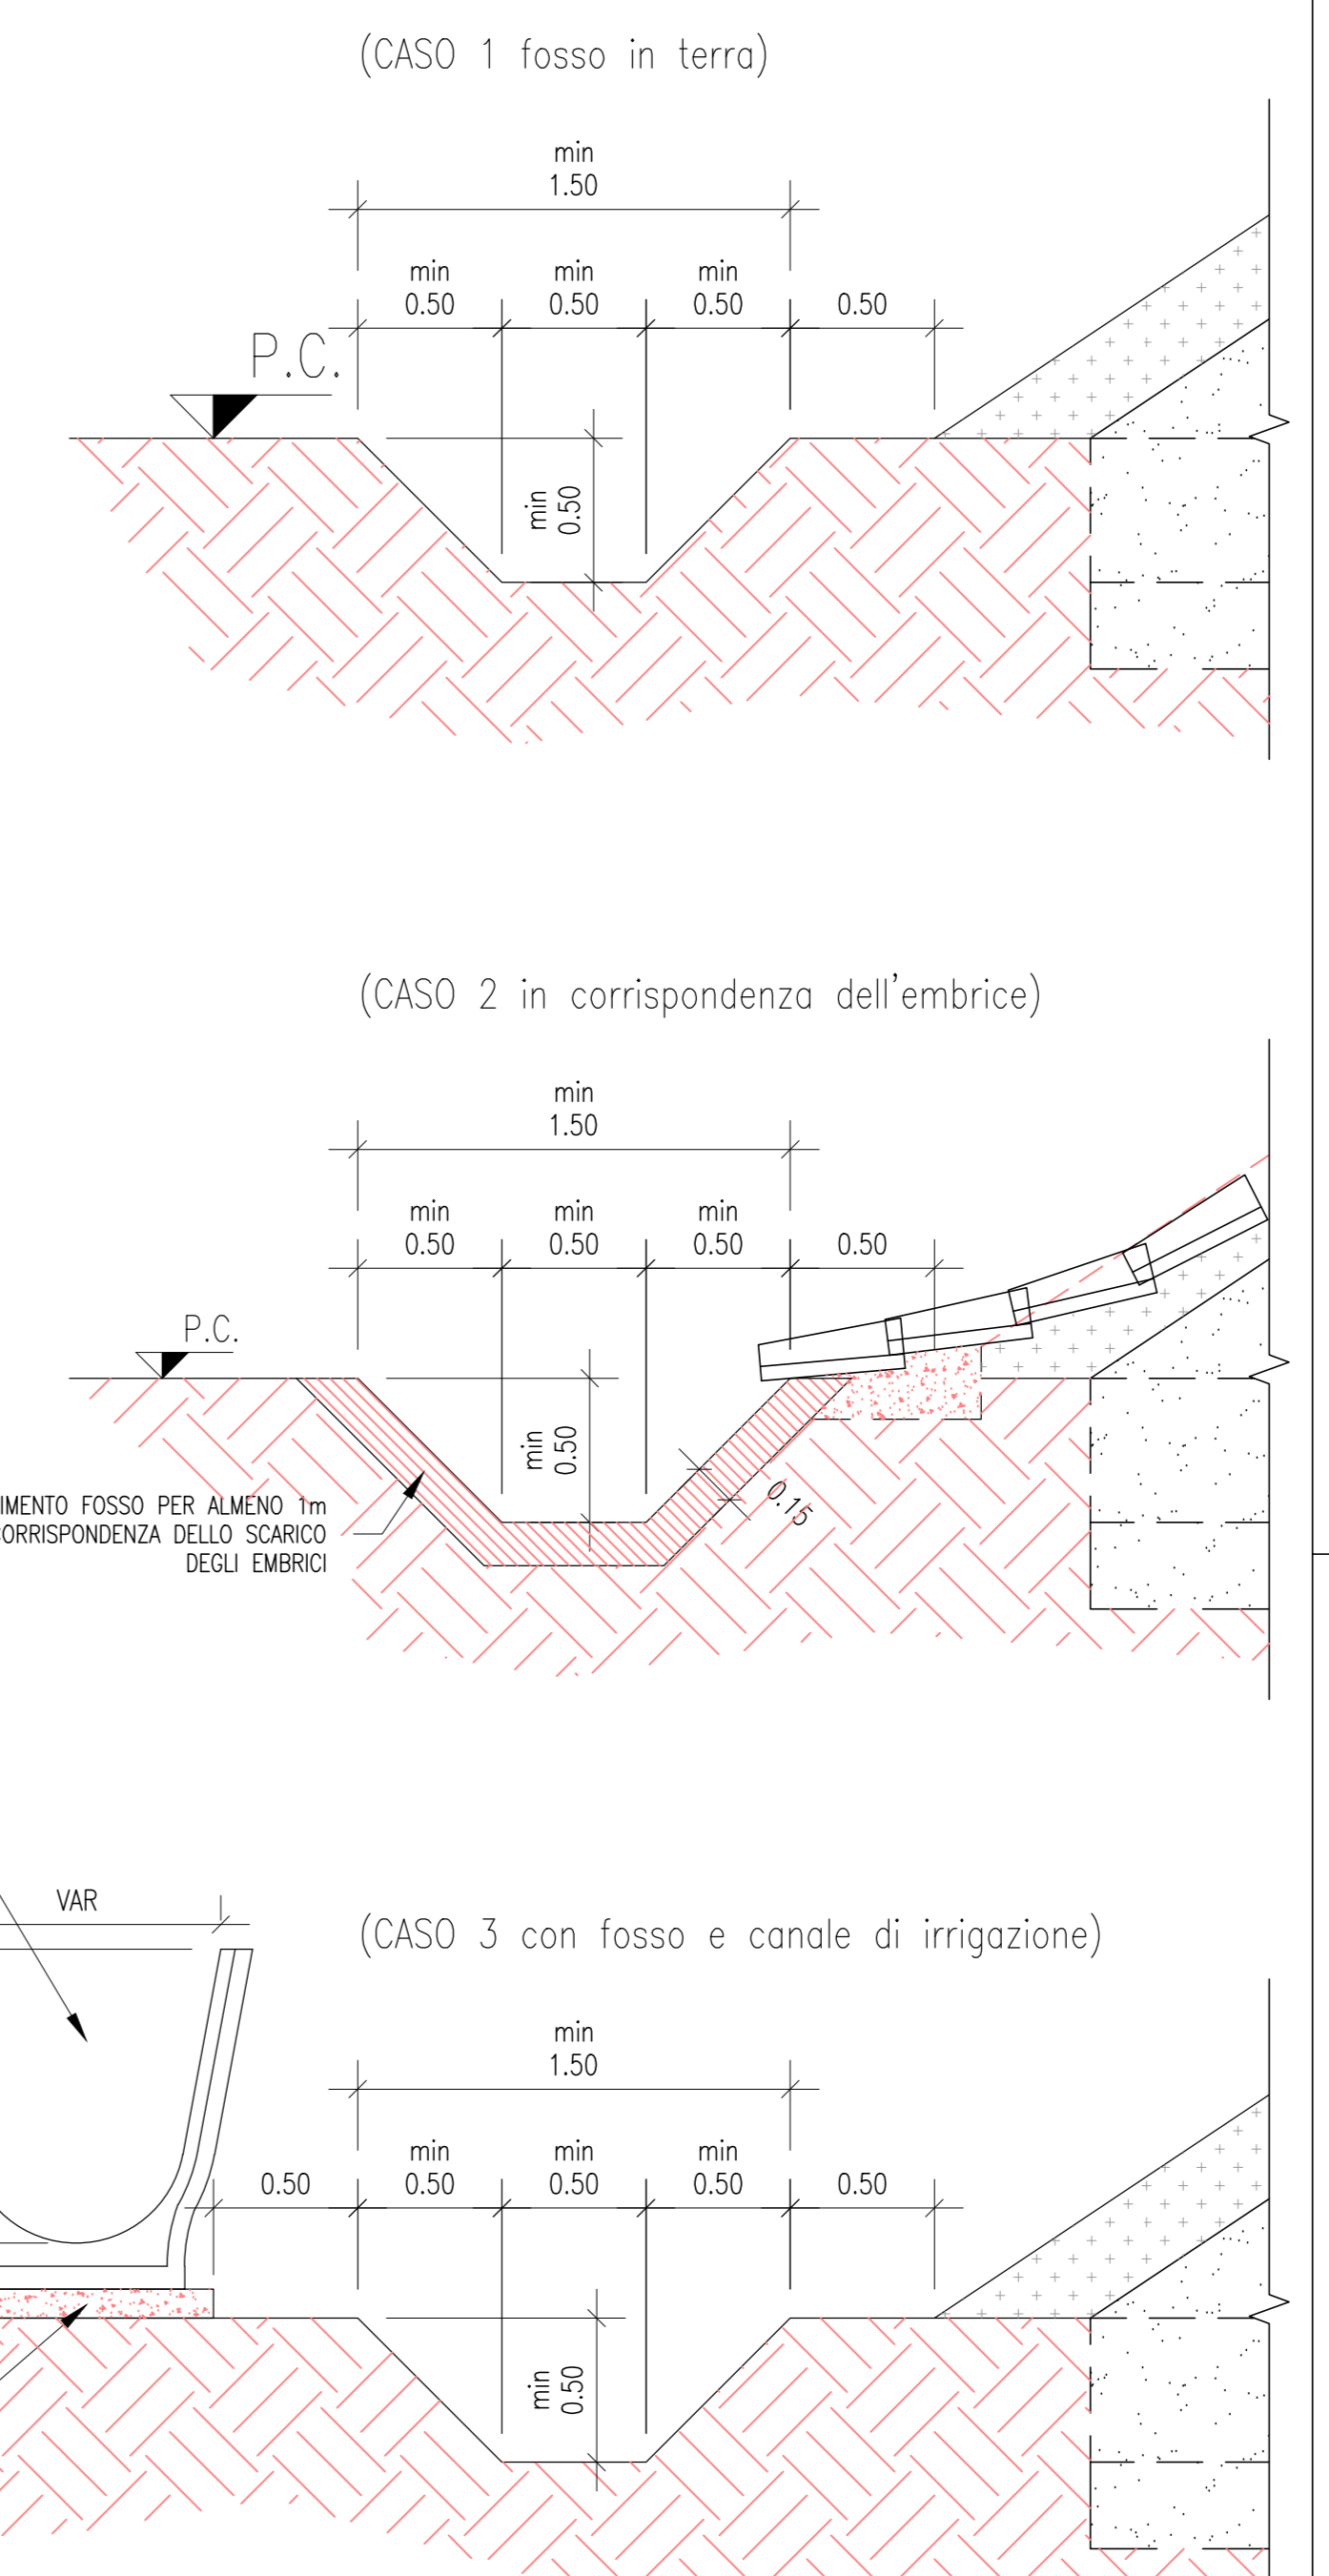 (CASO 1 fosso in terra)
min
1.50
min
0.50
min
0.50
min
0.50
0.50
P.C.
min
0.50
(CASO 2 in corrispondenza dell'embrice)
min
1.50
min
0.50
min
0.50
min
0.50
0.50
P.C.
min
0.50
0.15
IMENTO FOSSO PER ALMENO 1m
CORRISPONDENZA DELLO SCARICO
DEGLI EMBRICI
VAR
(CASO 3 con fosso e canale di irrigazione)
min
1.50
0.50
min
0.50
min
0.50
min
0.50
0.50
min
0.50